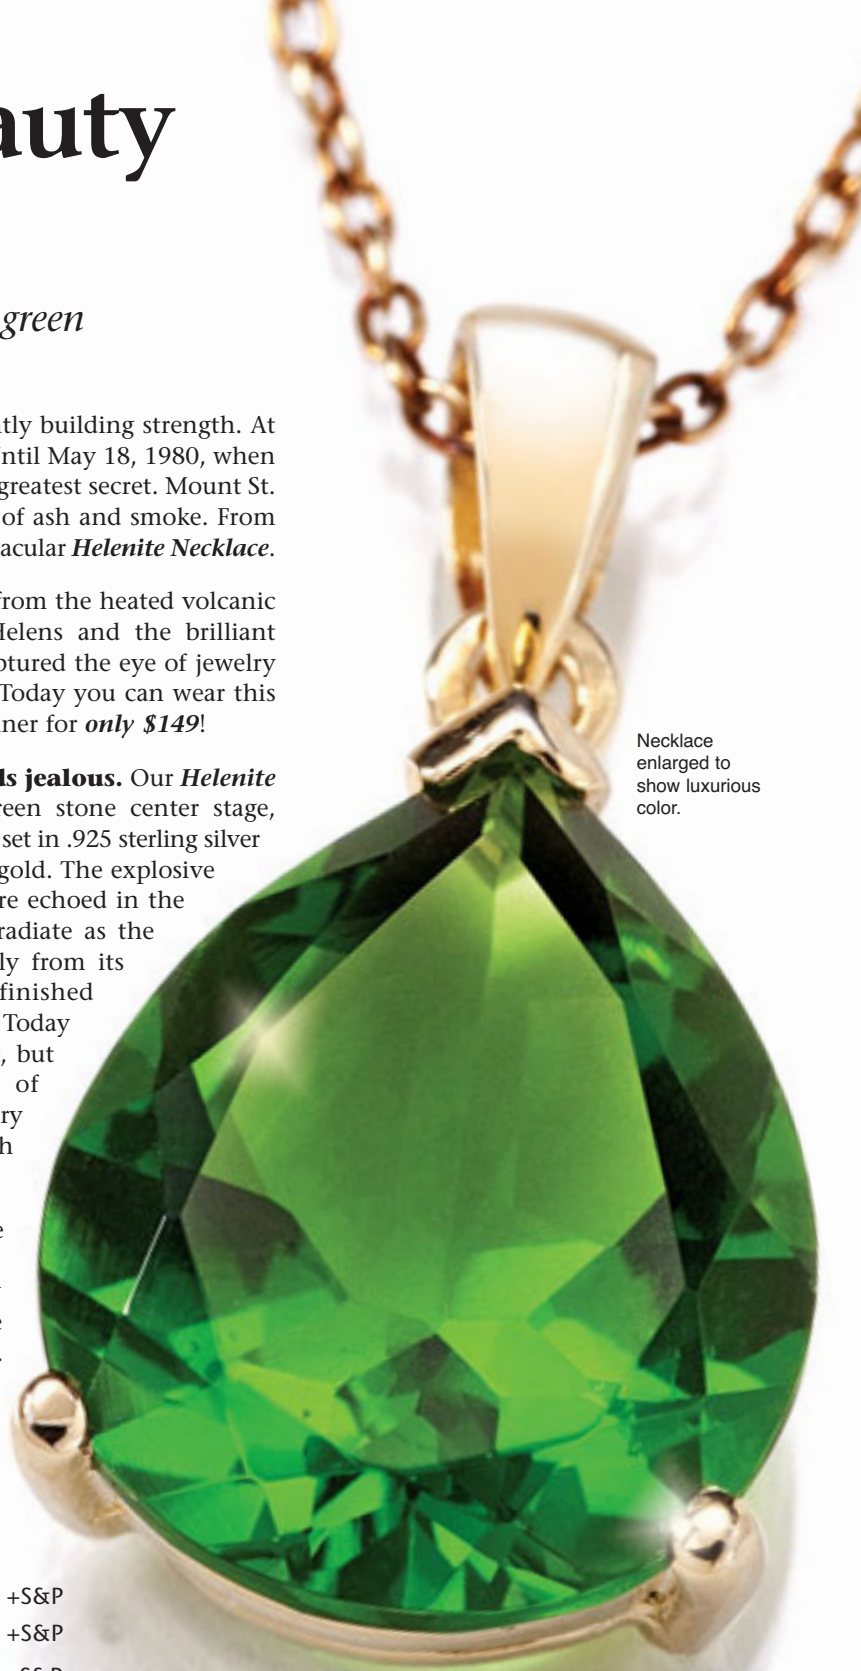 auty
green
tly building strength. At
Until May 18, 1980, when
greatest secret. Mount St.
of ash and smoke. From
acular Helenite Necklace.
from the heated volcanic
Helens and the brilliant
ptured the eye of jewelry
Today you can wear this
ner for only $149!
ds jealous. Our Helenite
reen stone center stage,
set in .925 sterling silver
gold. The explosive
re echoed in the
radiate as the
ly from its
finished
Today
, but
of
ry
h
e
e
.
Necklace
enlarged to
show luxurious
color.
+S&P
+S&P